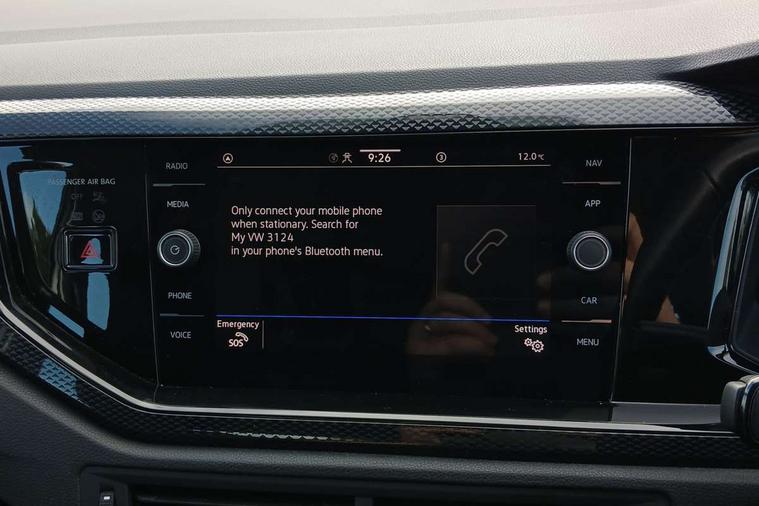 RADIO
MEDIA
PHONE
VOICE
PASSENGER AIR BAG
OFF
9:26
3
12.0°C
Only connect your mobile phone
when stationary. Search for
My VW 3124
in your phone's Bluetooth menu.
Emergency
SOS
Settings
NAV
APP
CAR
MENU